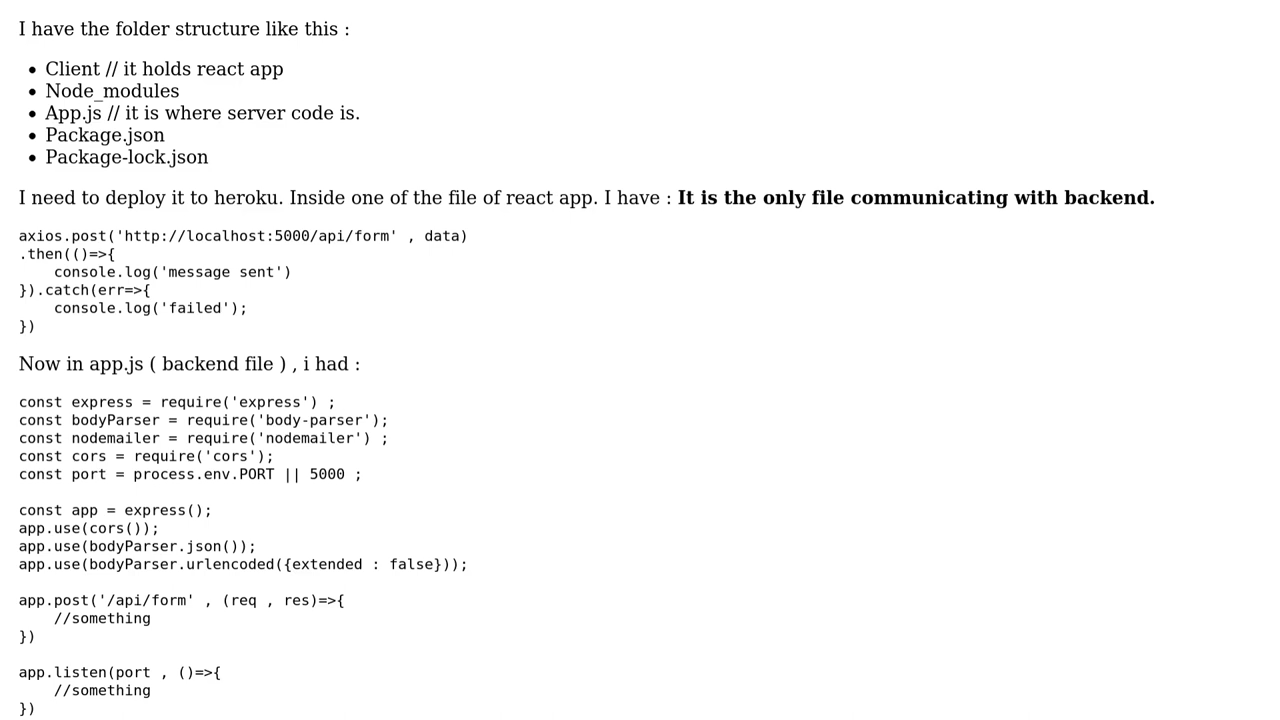 I have the folder structure like this :
• Client // it holds react app
• Node_modules
• App.js // it is where server code is.
• Package.json
• Package-lock.json
I need to deploy it to heroku. Inside one of the file of react app. I have : It is the only file communicating with backend.
axios.post('http://localhost:5000/api/form' , data)
.then(()=>{
    console.log('message sent')
}).catch(err=>{
    console.log('failed');
})
Now in app.js ( backend file ) , i had :
const express = require('express') ;
const bodyParser = require('body-parser');
const nodemailer = require('nodemailer') ;
const cors = require('cors');
const port = process.env.PORT || 5000 ;

const app = express();
app.use(cors());
app.use(bodyParser.json());
app.use(bodyParser.urlencoded({extended : false}));

app.post('/api/form' , (req , res)=>{
    //something
})

app.listen(port , ()=>{
    //something
})